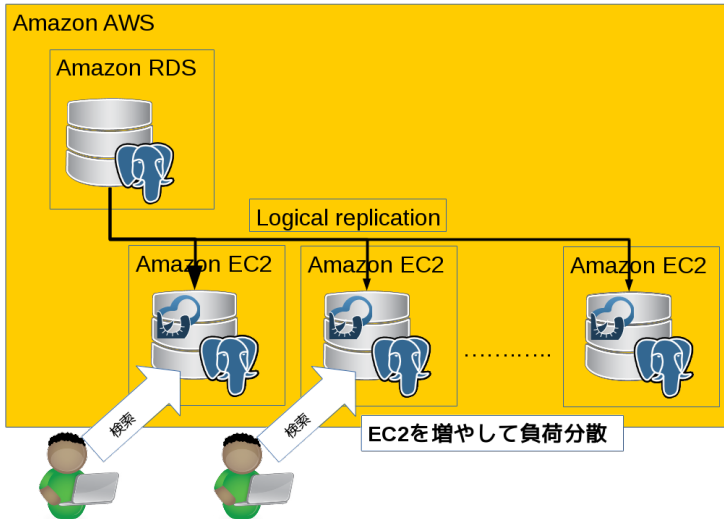 Amazon AWS
Amazon RDS
Logical replication
Amazon EC2
Amazon EC2
Amazon EC2
…………
検索
検索
EC2を増やして負荷分散